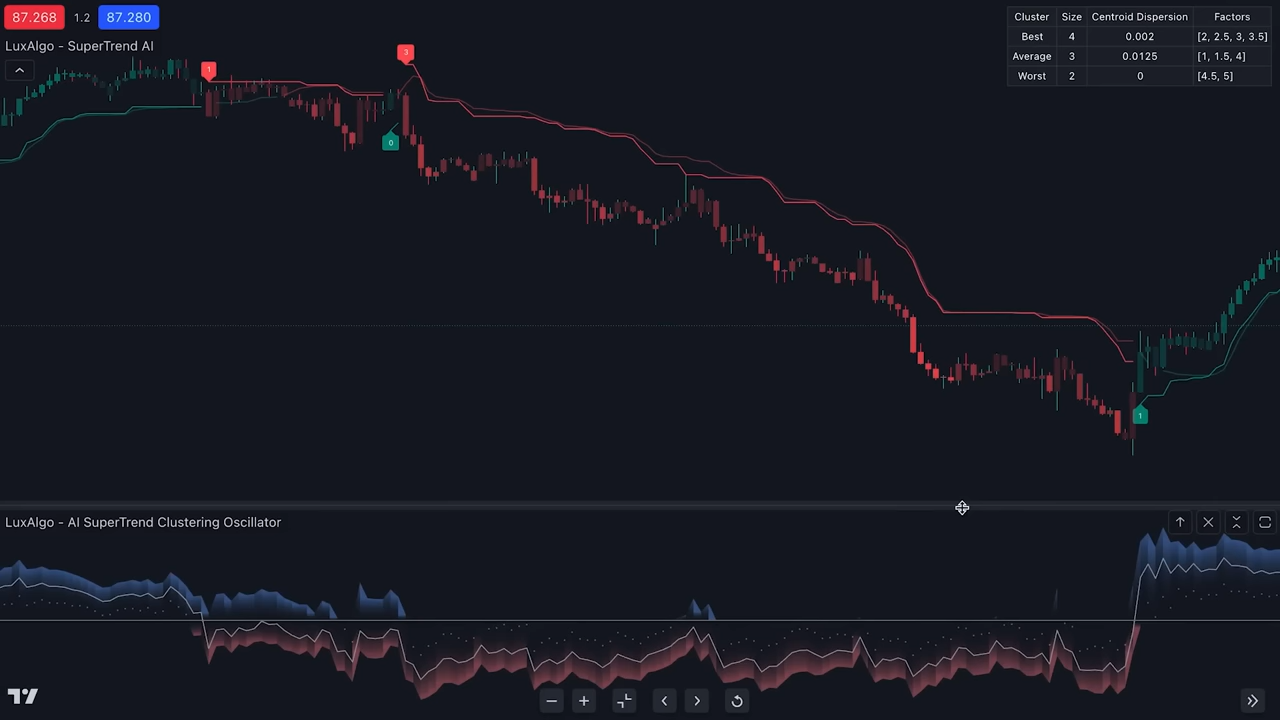 87.268 1.2 87.280
LuxAlgo - SuperTrend AI
Cluster Size Centroid Dispersion Factors
Best 4 0.002 [2, 2.5, 3, 3.5]
Average 3 0.0125 [1, 1.5, 4]
Worst 2 0 [4.5, 5]
3
1
0
1
LuxAlgo - AI SuperTrend Clustering Oscillator